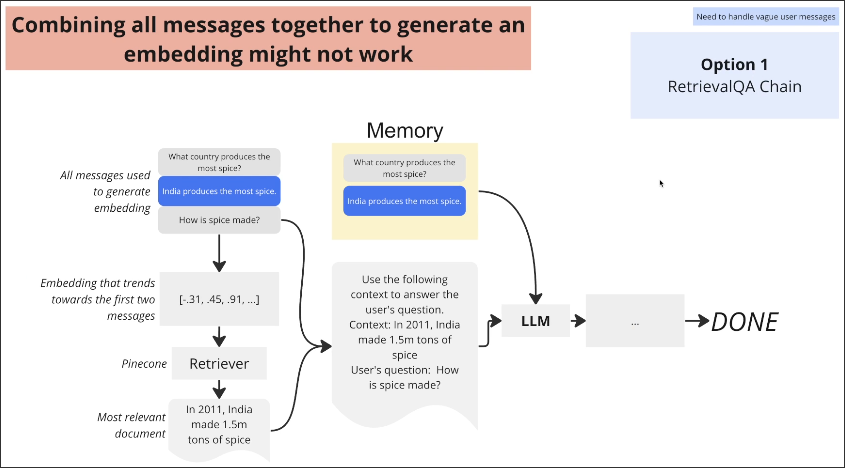 Combining all messages together to generate an
embedding might not work
Need to handle vague user messages
Option 1
RetrievalQA Chain
Memory
All messages used
to generate
embedding
What country produces the
most spice?
India produces the most spice.
How is spice made?
What country produces the
most spice?
India produces the most spice.
Embedding that trends
towards the first two
messages
[-.31, .45, .91, ...]
Pinecone
Retriever
Most relevant
document
In 2011, India
made 1.5m
tons of spice
Use the following
context to answer the
user's question.
Context: In 2011, India
made 1.5m tons of
spice
User's question: How
is spice made?
LLM
...
DONE